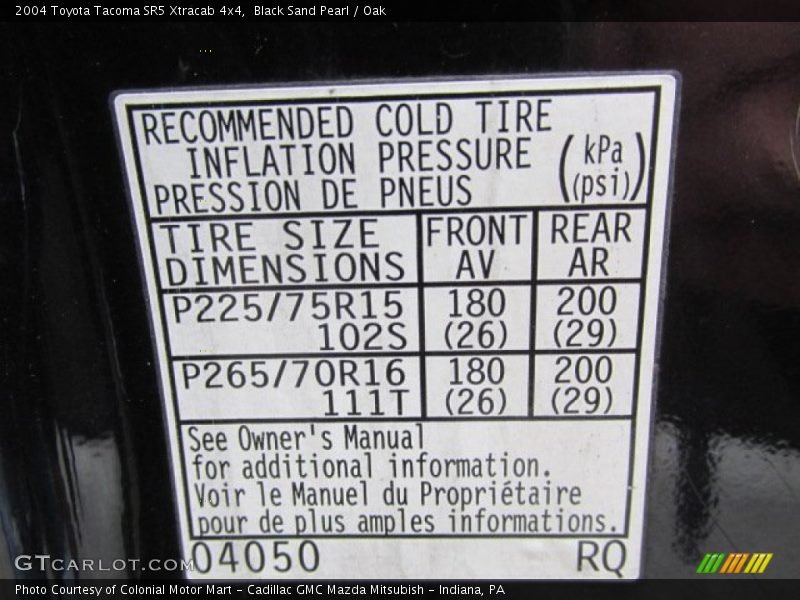 2004 Toyota Tacoma SR5 Xtracab 4x4,  Black Sand Pearl / Oak
RECOMMENDED COLD TIRE
INFLATION PRESSURE
PRESSION DE PNEUS
(kPa
(psi))
TIRE SIZE
DIMENSIONS
FRONT
AV
REAR
AR
P225/75R15
102S
180
(26)
200
(29)
P265/70R16
111T
180
(26)
200
(29)
See Owner's Manual
for additional information.
Voir le Manuel du Propriétaire
pour de plus amples informations.
04050
RQ
GTCARLOT.COM
Photo Courtesy of Colonial Motor Mart - Cadillac GMC Mazda Mitsubish - Indiana, PA